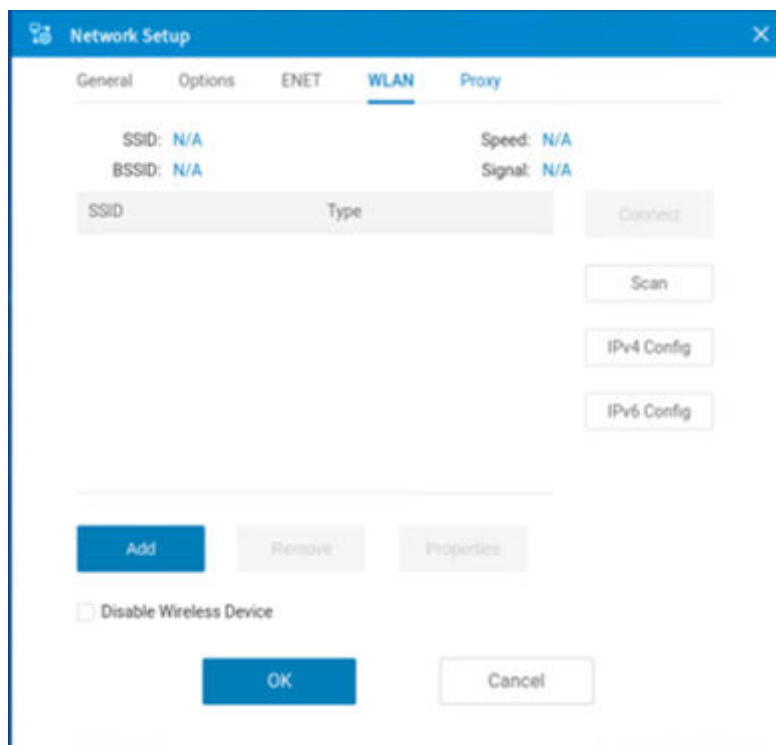 Network Setup
General Options ENET WLAN Proxy
SSID: N/A Speed: N/A
BSSID: N/A Signal: N/A
SSID Type Connect
Scan
IPv4 Config
IPv6 Config
Add Remove Properties
Disable Wireless Device
OK Cancel